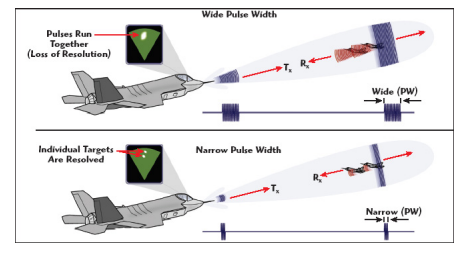 Wide Pulse Width
Pulses Run
Together
(Loss of Resolution)
Tx
Rx
Wide (PW)
Narrow Pulse Width
Individual Targets
Are Resolved
Tx
Rx
Narrow (PW)